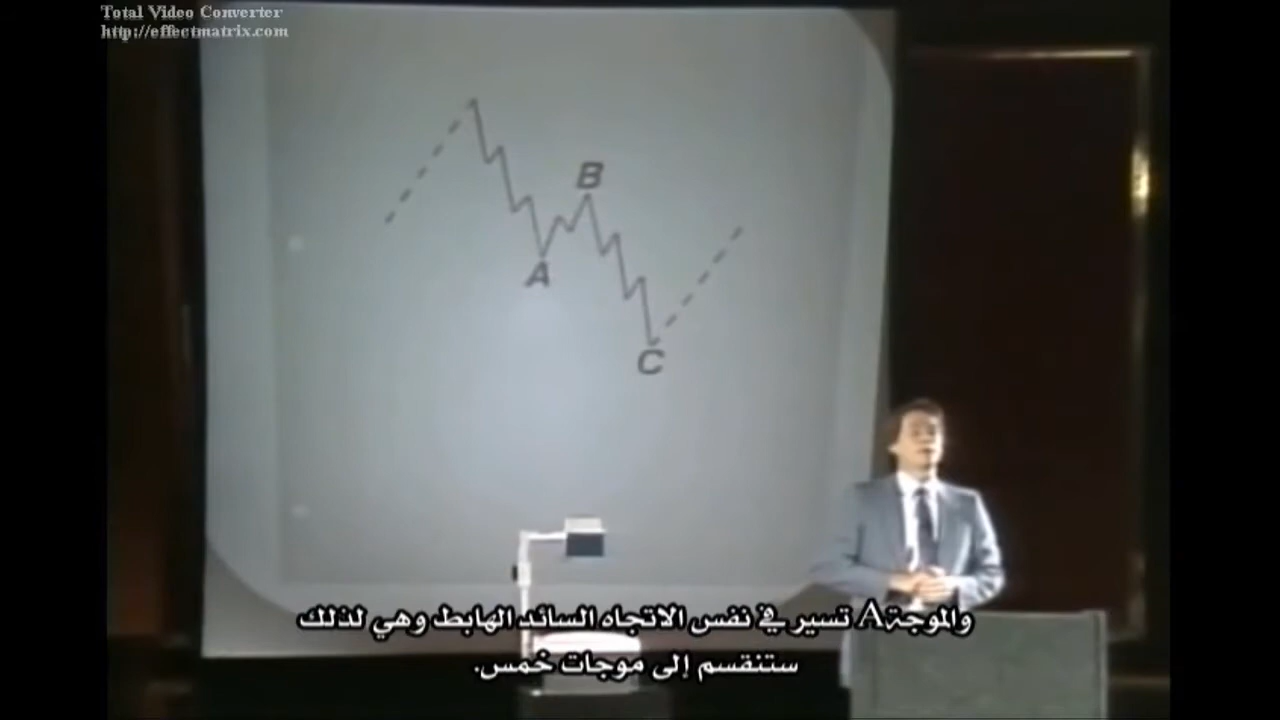 Total Video Converter
http://effectmatrix.com
B
A
C
والموجةA تسير في نفس الاتجاه السائد الهابط وهي لذلك
ستنقسم إلى موجات خمس.